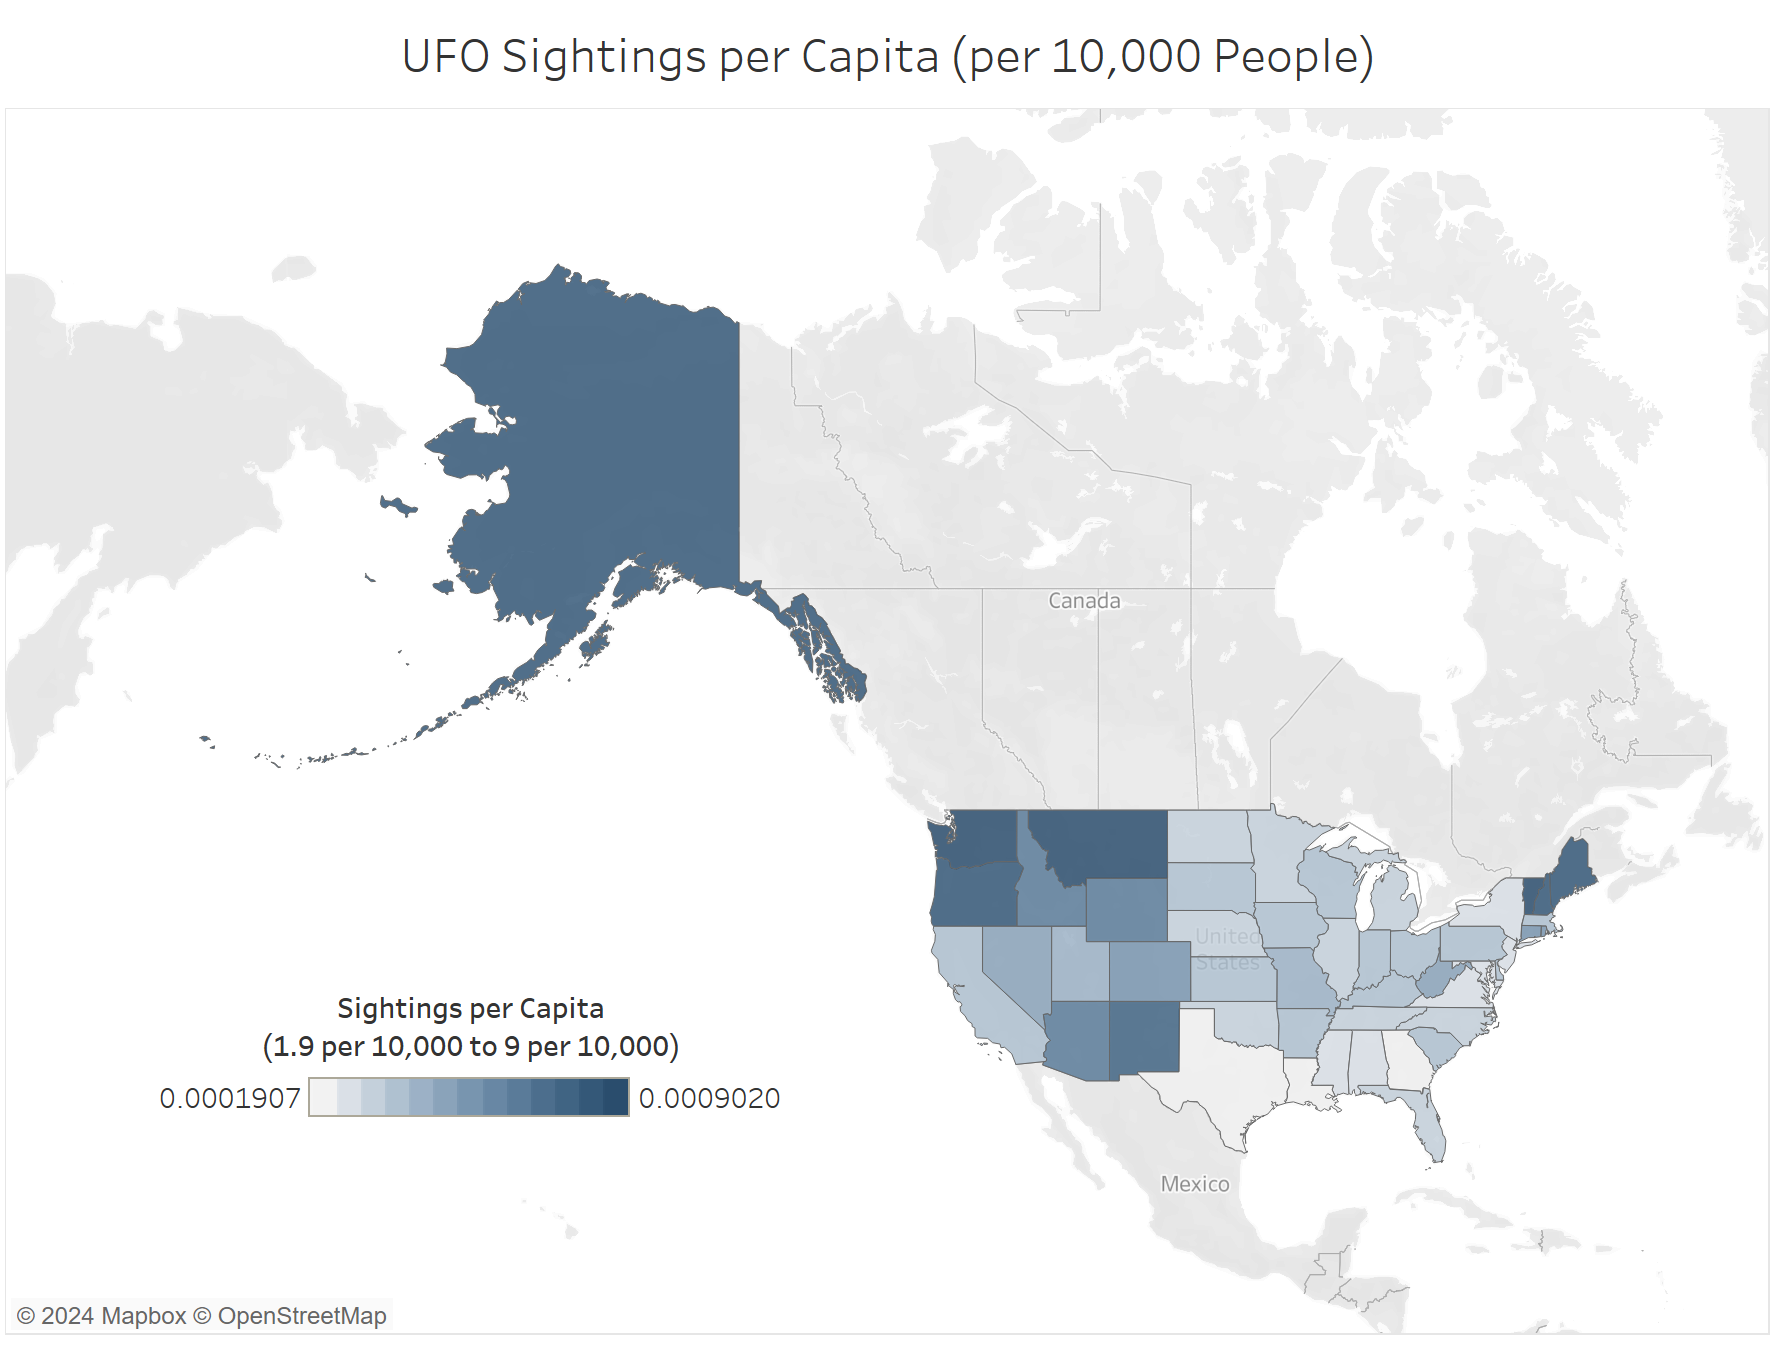 UFO Sightings per Capita (per 10,000 People)
Canada
United
States
Sightings per Capita
(1.9 per 10,000 to 9 per 10,000)
0.0001907 0.0009020
Mexico
© 2024 Mapbox © OpenStreetMap